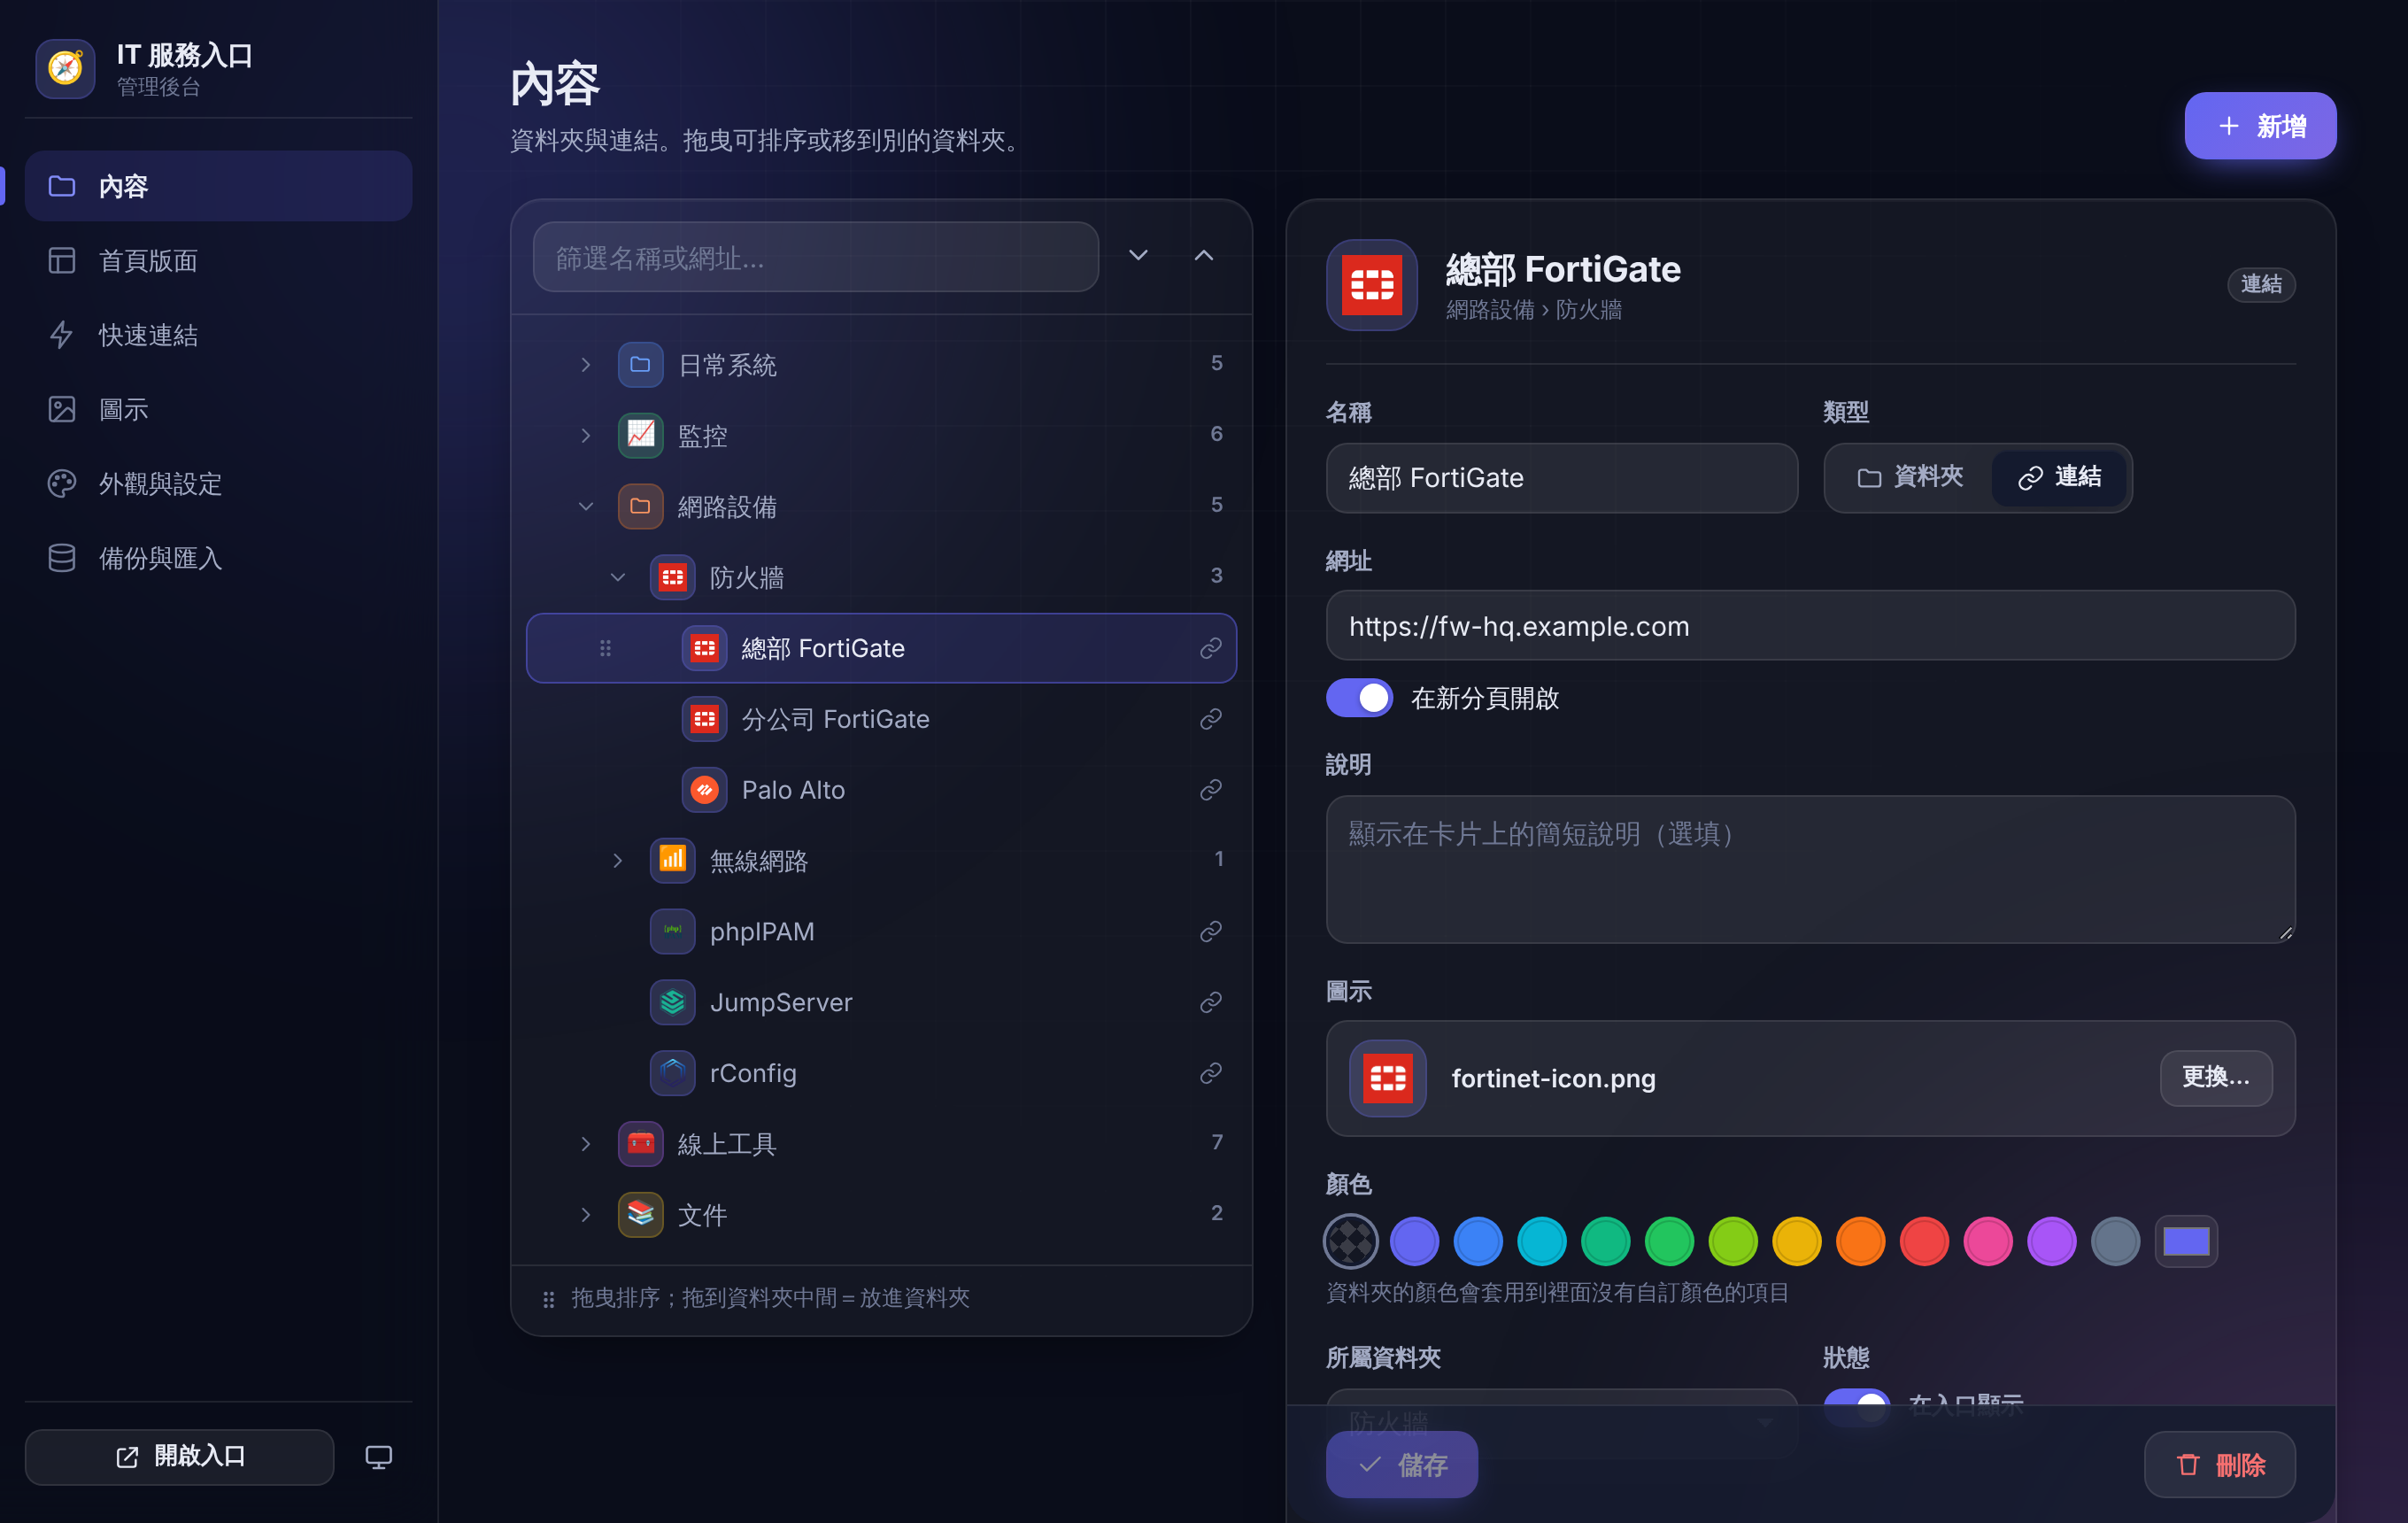 IT 服務入口
管理後台
內容
首頁版面
快速連結
圖示
外觀與設定
備份與匯入
開啟入口
內容
資料夾與連結。拖曳可排序或移到別的資料夾。
新增
篩選名稱或網址...
日常系統 5
監控 6
網路設備 5
防火牆 3
總部 FortiGate
分公司 FortiGate
Palo Alto
無線網路 1
phpIPAM
JumpServer
rConfig
線上工具 7
文件 2
拖曳排序；拖到資料夾中間＝放進資料夾
總部 FortiGate
網路設備 › 防火牆
連結
名稱
類型
總部 FortiGate
資料夾
連結
網址
https://fw-hq.example.com
在新分頁開啟
說明
顯示在卡片上的簡短說明（選填）
圖示
fortinet-icon.png
更換...
顏色
資料夾的顏色會套用到裡面沒有自訂顏色的項目
所屬資料夾
狀態
防火牆
在入口顯示
儲存
刪除